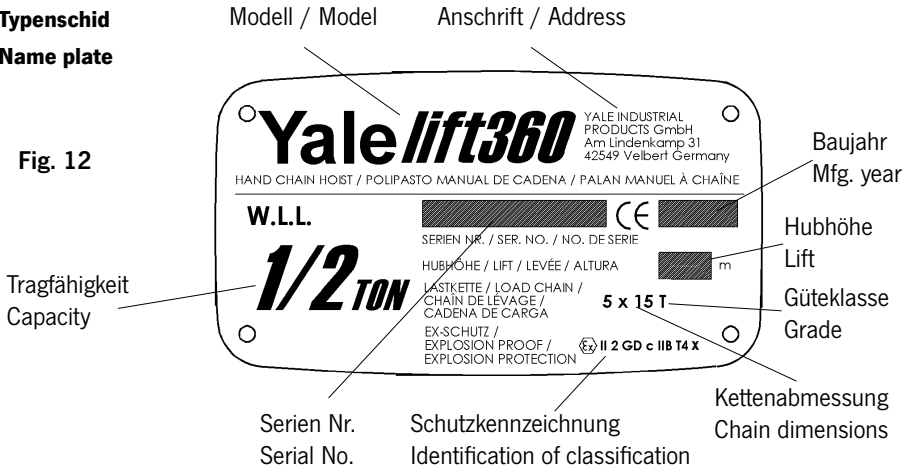 Typenschid
Name plate
Fig. 12
Modell / Model
Anschrift / Address
Yale lift360
YALE INDUSTRIAL
PRODUCTS GmbH
Am Lindenkamp 31
42549 Velbert Germany
HAND CHAIN HOIST / POLIPASTO MANUAL DE CADENA / PALAN MANUEL À CHAÎNE
W.L.L.
1/2 TON
CE
SERIEN NR. / SER. NO. / NO. DE SERIE
HUBHÖHE / LIFT / LEVÉE / ALTURA
m
LASTKETTE / LOAD CHAIN /
CHAÎN DE LÉVAGE /
CADENA DE CARGA
5 x 15 T
EX-SCHUTZ /
EXPLOSION PROOF /
EXPLOSION PROTECTION
Ex II 2 GD c IIB T4 X
Baujahr
Mfg. year
Hubhöhe
Lift
Güteklasse
Grade
Tragfähigkeit
Capacity
Kettenabmessung
Chain dimensions
Serien Nr.
Serial No.
Schutzkennzeichnung
Identification of classification